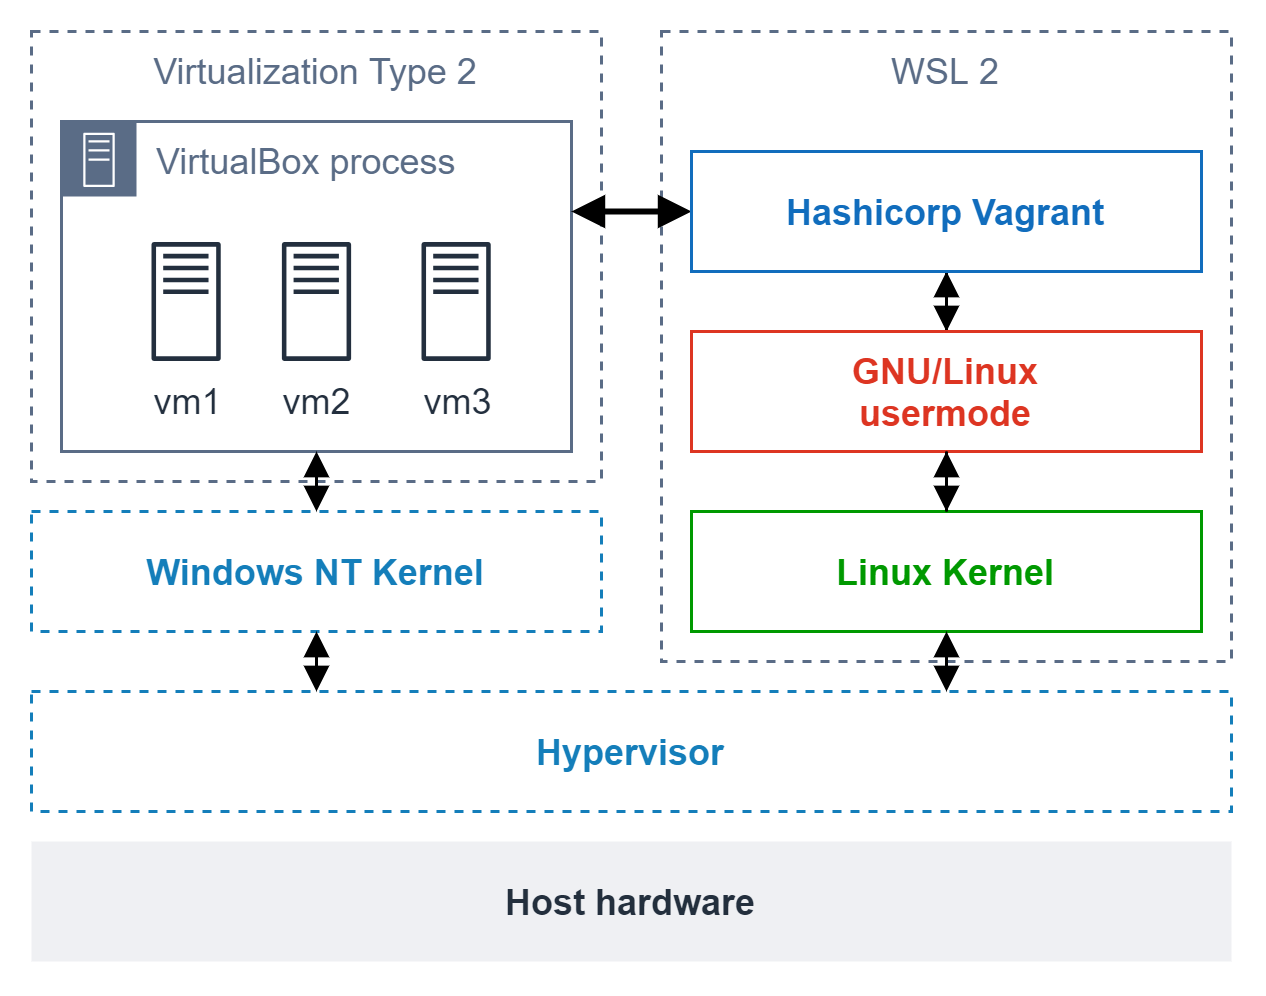 Virtualization Type 2
VirtualBox process
vm1
vm2
vm3
Windows NT Kernel
WSL 2
Hashicorp Vagrant
GNU/Linux
usermode
Linux Kernel
Hypervisor
Host hardware